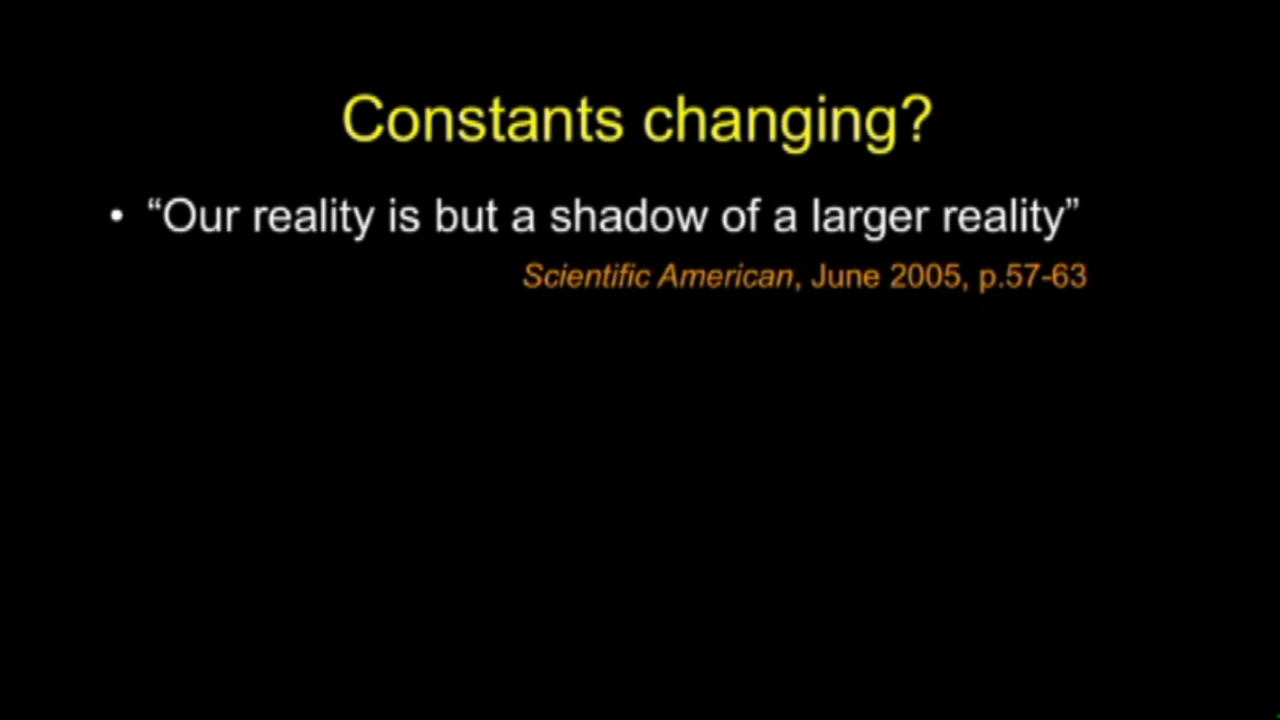 Constants changing?
• “Our reality is but a shadow of a larger reality”
Scientific American, June 2005, p.57-63